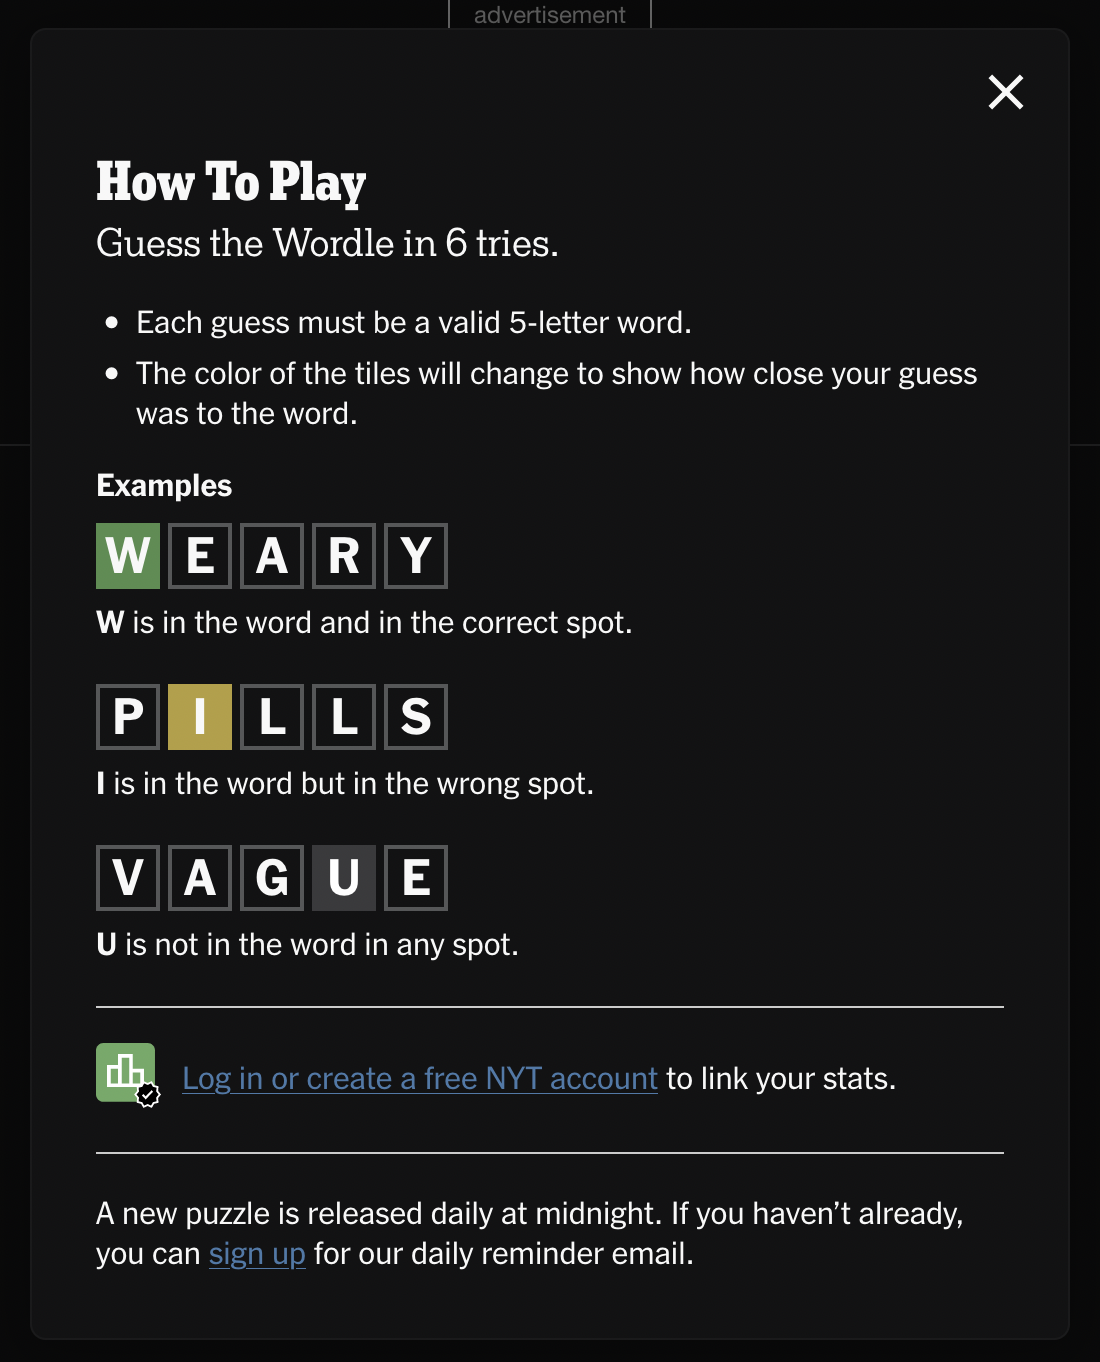 advertisement
How To Play
Guess the Wordle in 6 tries.
Each guess must be a valid 5-letter word.
The color of the tiles will change to show how close your guess
was to the word.
Examples
W E A R Y
W is in the word and in the correct spot.
P I L L S
I is in the word but in the wrong spot.
V A G U E
U is not in the word in any spot.
Log in or create a free NYT account to link your stats.
A new puzzle is released daily at midnight. If you haven’t already,
you can sign up for our daily reminder email.